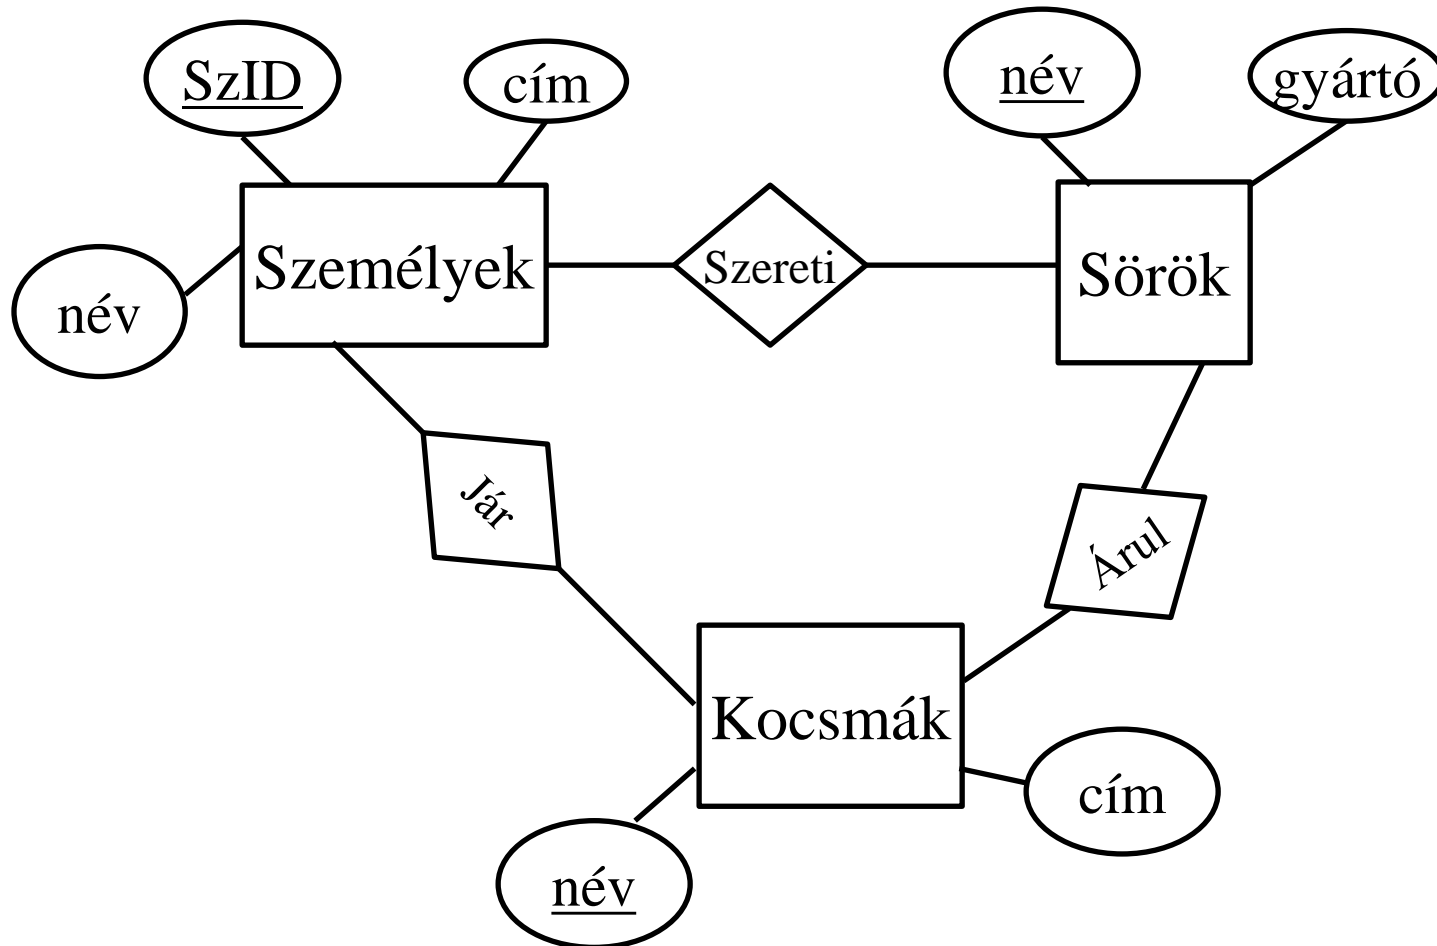 SzID
cím
név
gyártó
Személyek
Szereti
Sörök
név
Jár
Árul
Kocsmák
cím
név